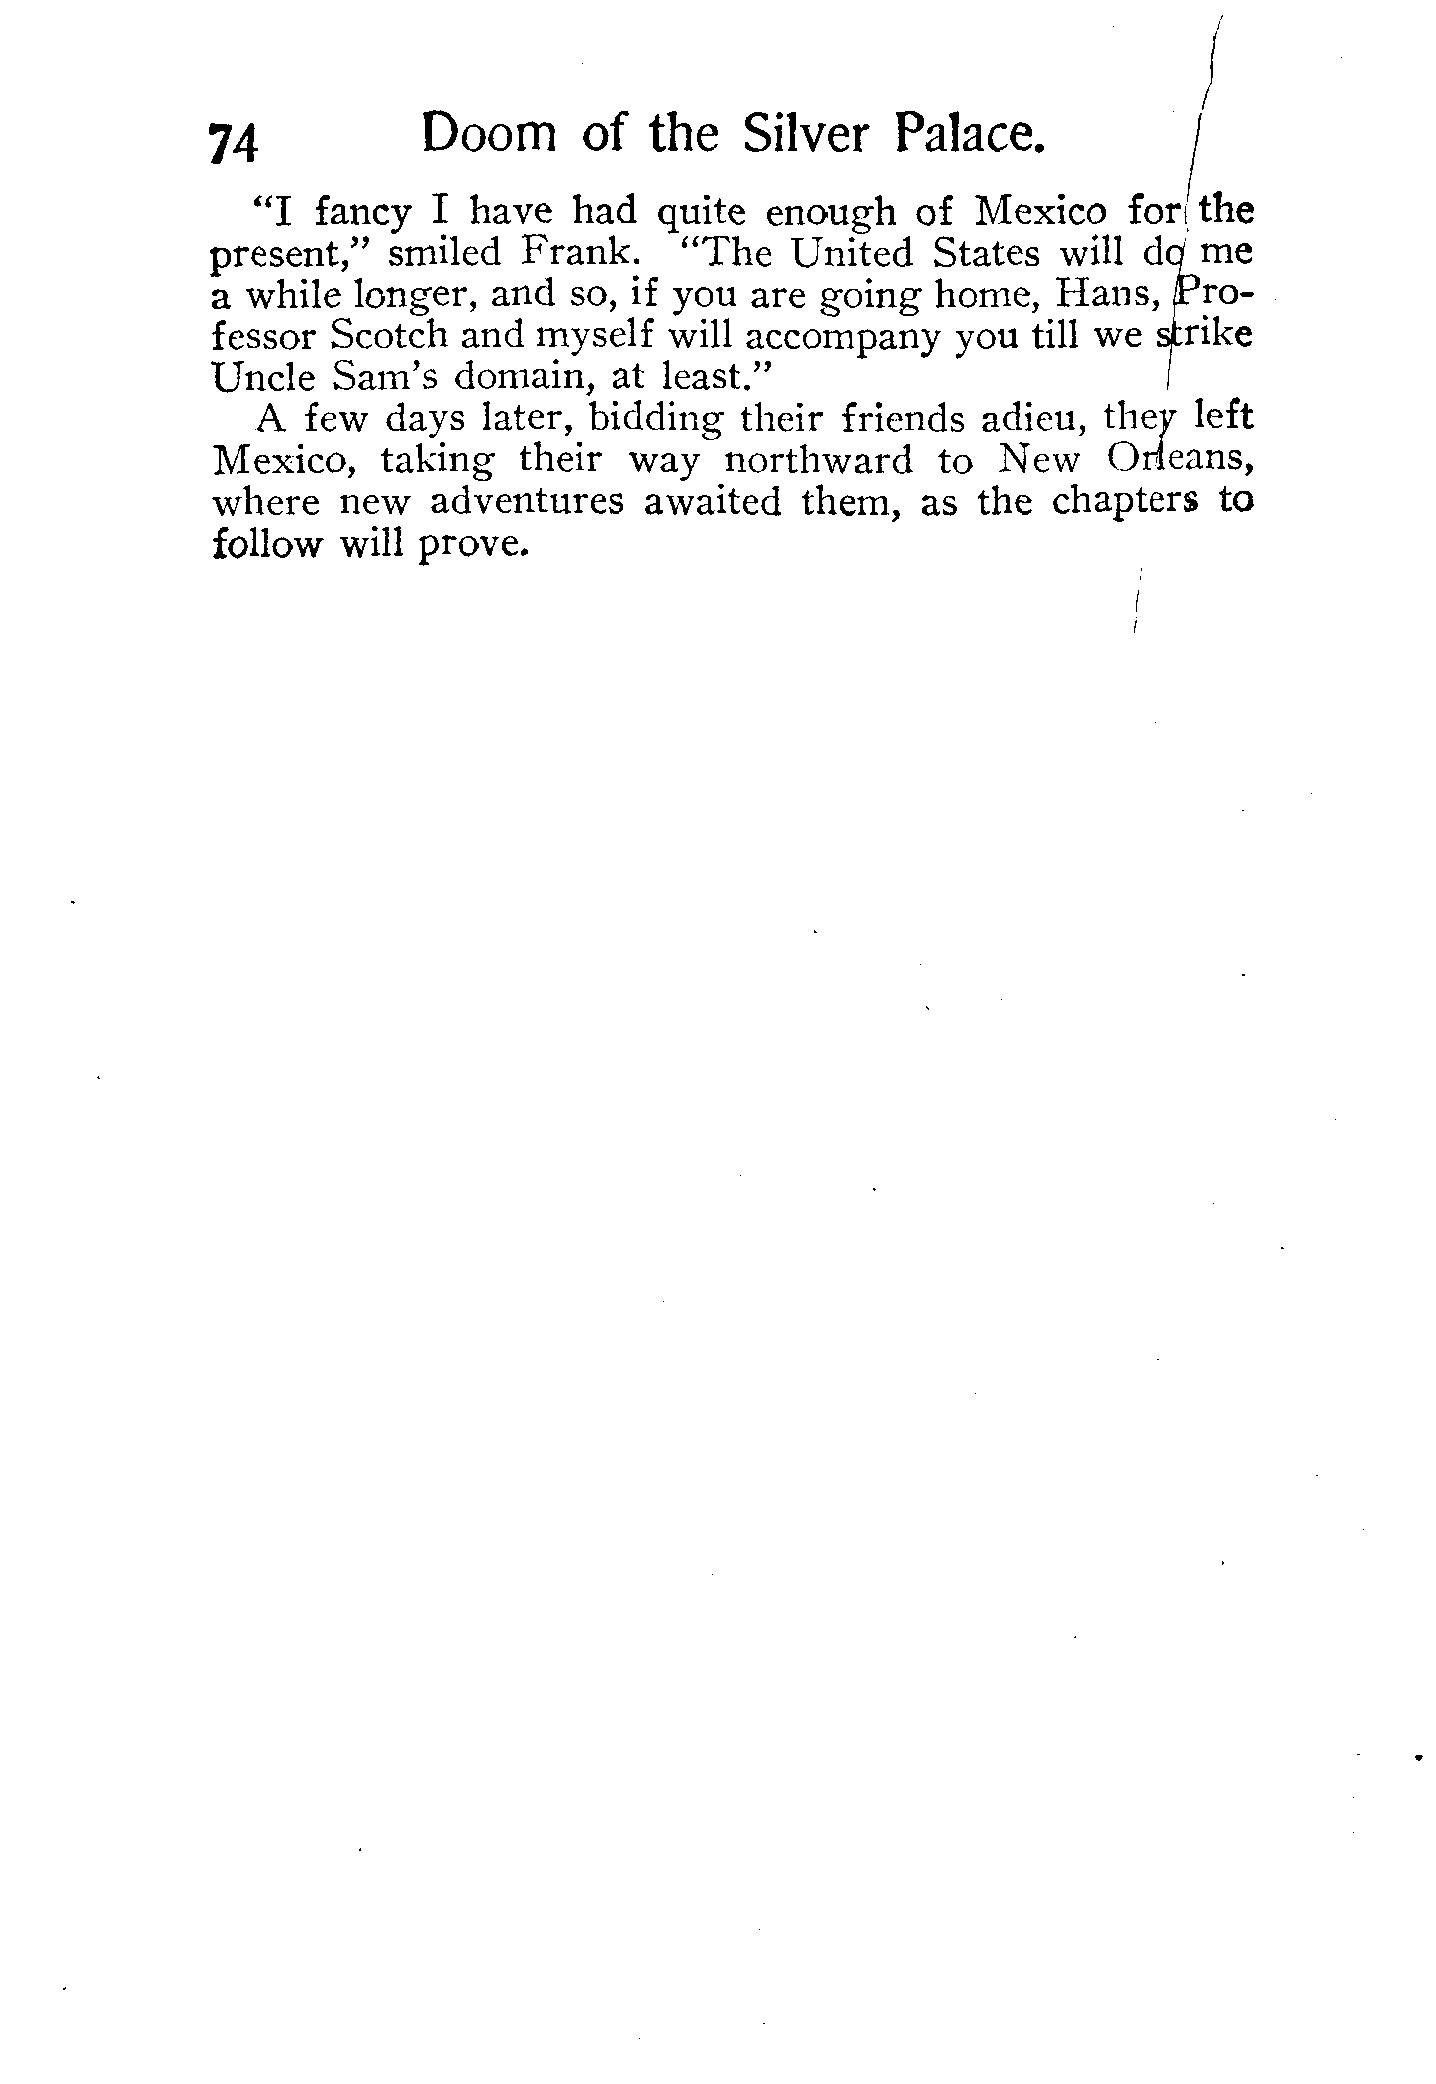 74 Doom of the Silver Palace.
“I fancy I have had quite enough of Mexico for the
present,” smiled Frank. “The United States will do me
a while longer, and so, if you are going home, Hans, Pro-
fessor Scotch and myself will accompany you till we strike
Uncle Sam’s domain, at least.”
A few days later, bidding their friends adieu, they left
Mexico, taking their way northward to New Orleans,
where new adventures awaited them, as the chapters to
follow will prove.